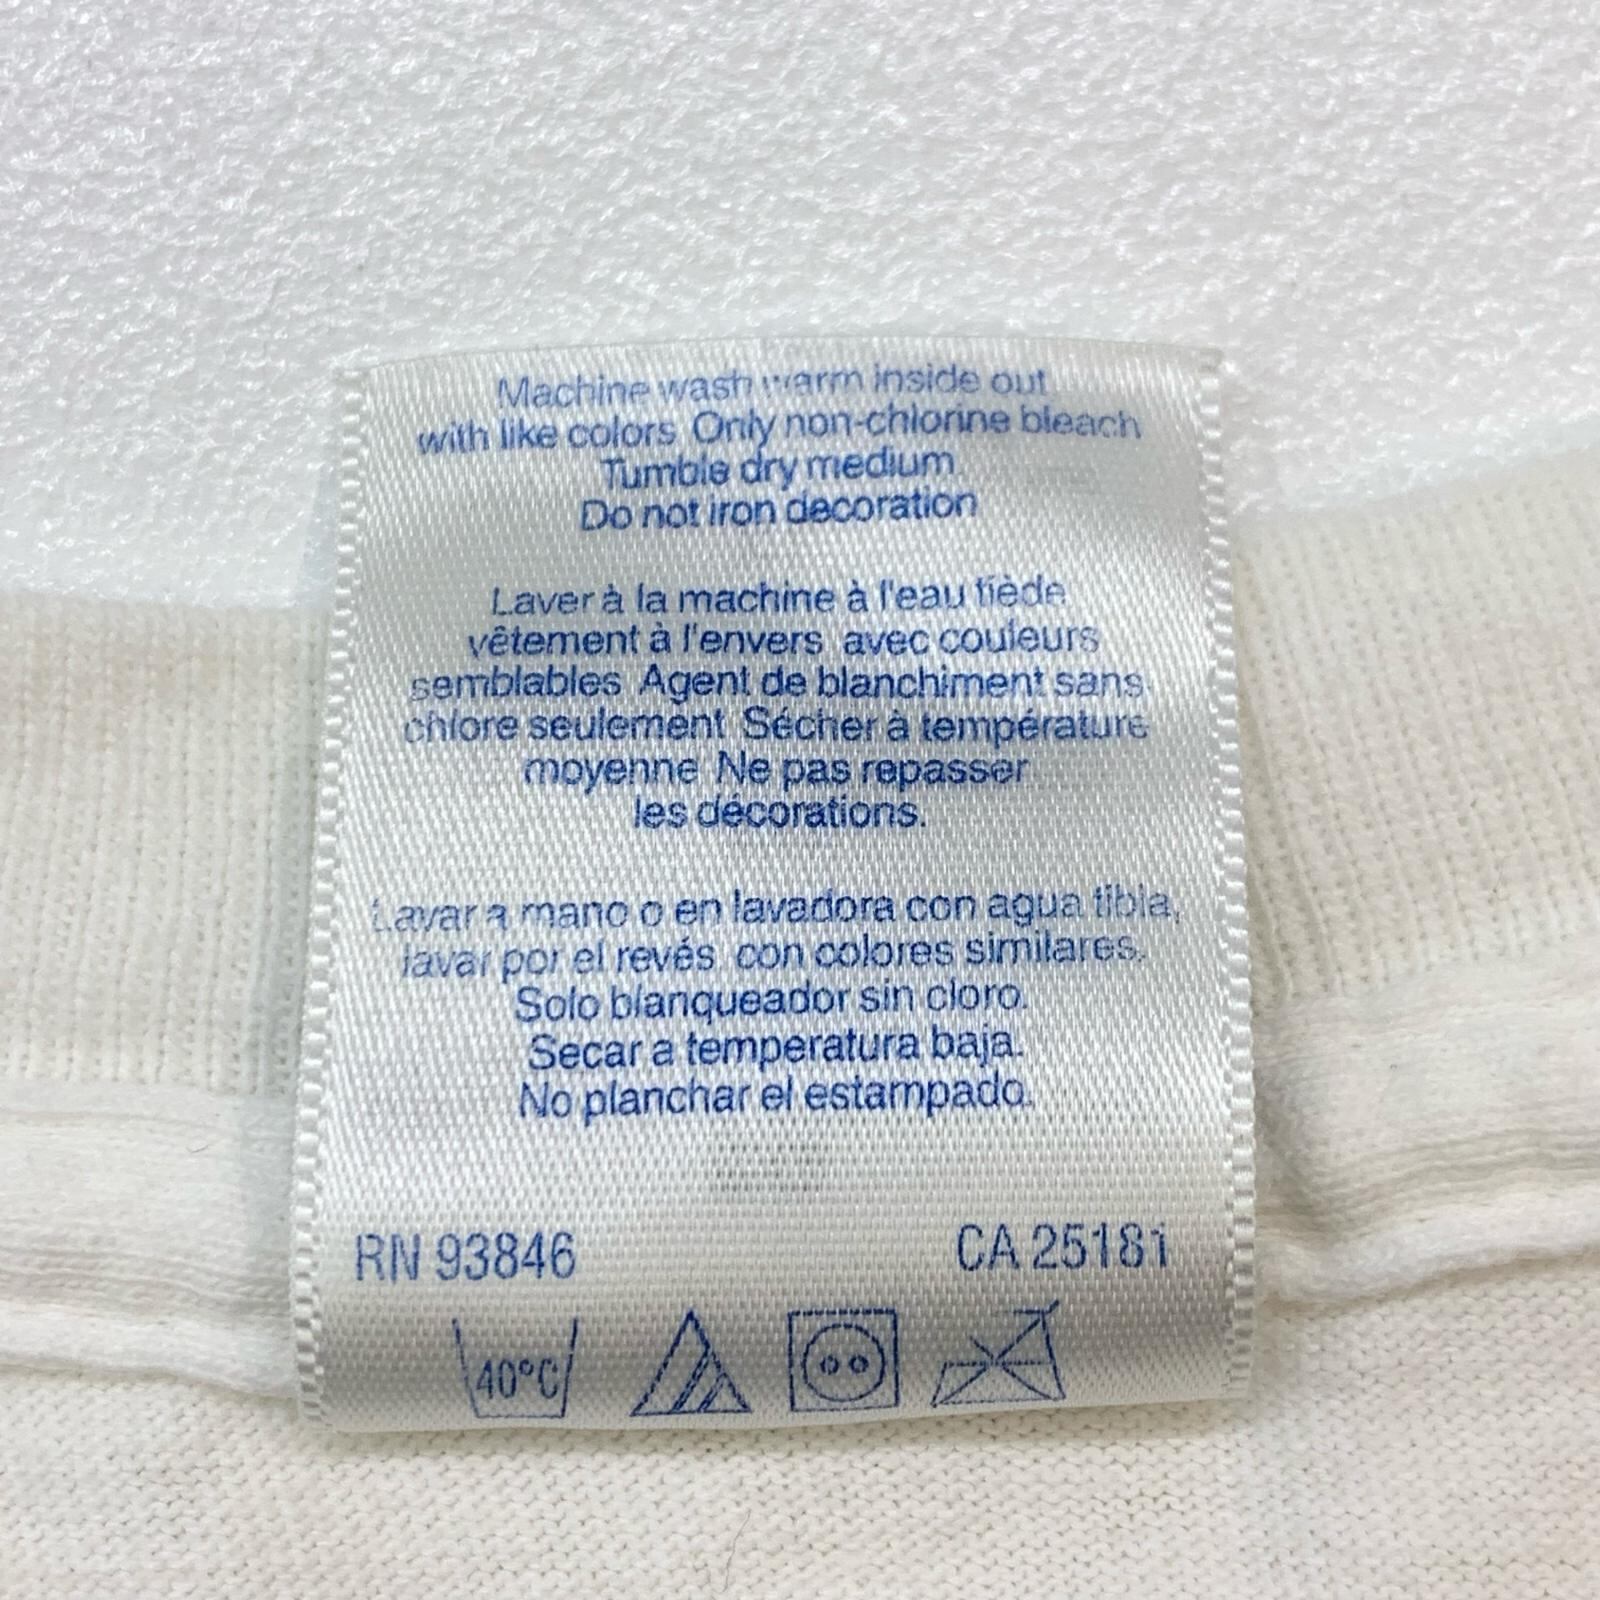 Machine wash warm inside out
with like colors Only non-chlorine bleach
Tumble dry medium
Do not iron decoration
Laver à la machine à l'eau tiède
vêtement à l'envers avec couleurs
semblables Agent de blanchiment sans
chlore seulement Sécher à température
moyenne Ne pas repasser
les décorations.
Lavar a mano o en lavadora con agua tibia,
lavar por el revés, con colores similares.
Solo blanqueador sin cloro.
Secar a temperatura baja.
No planchar el estampado.
RN 93846 CA 25181
40°C